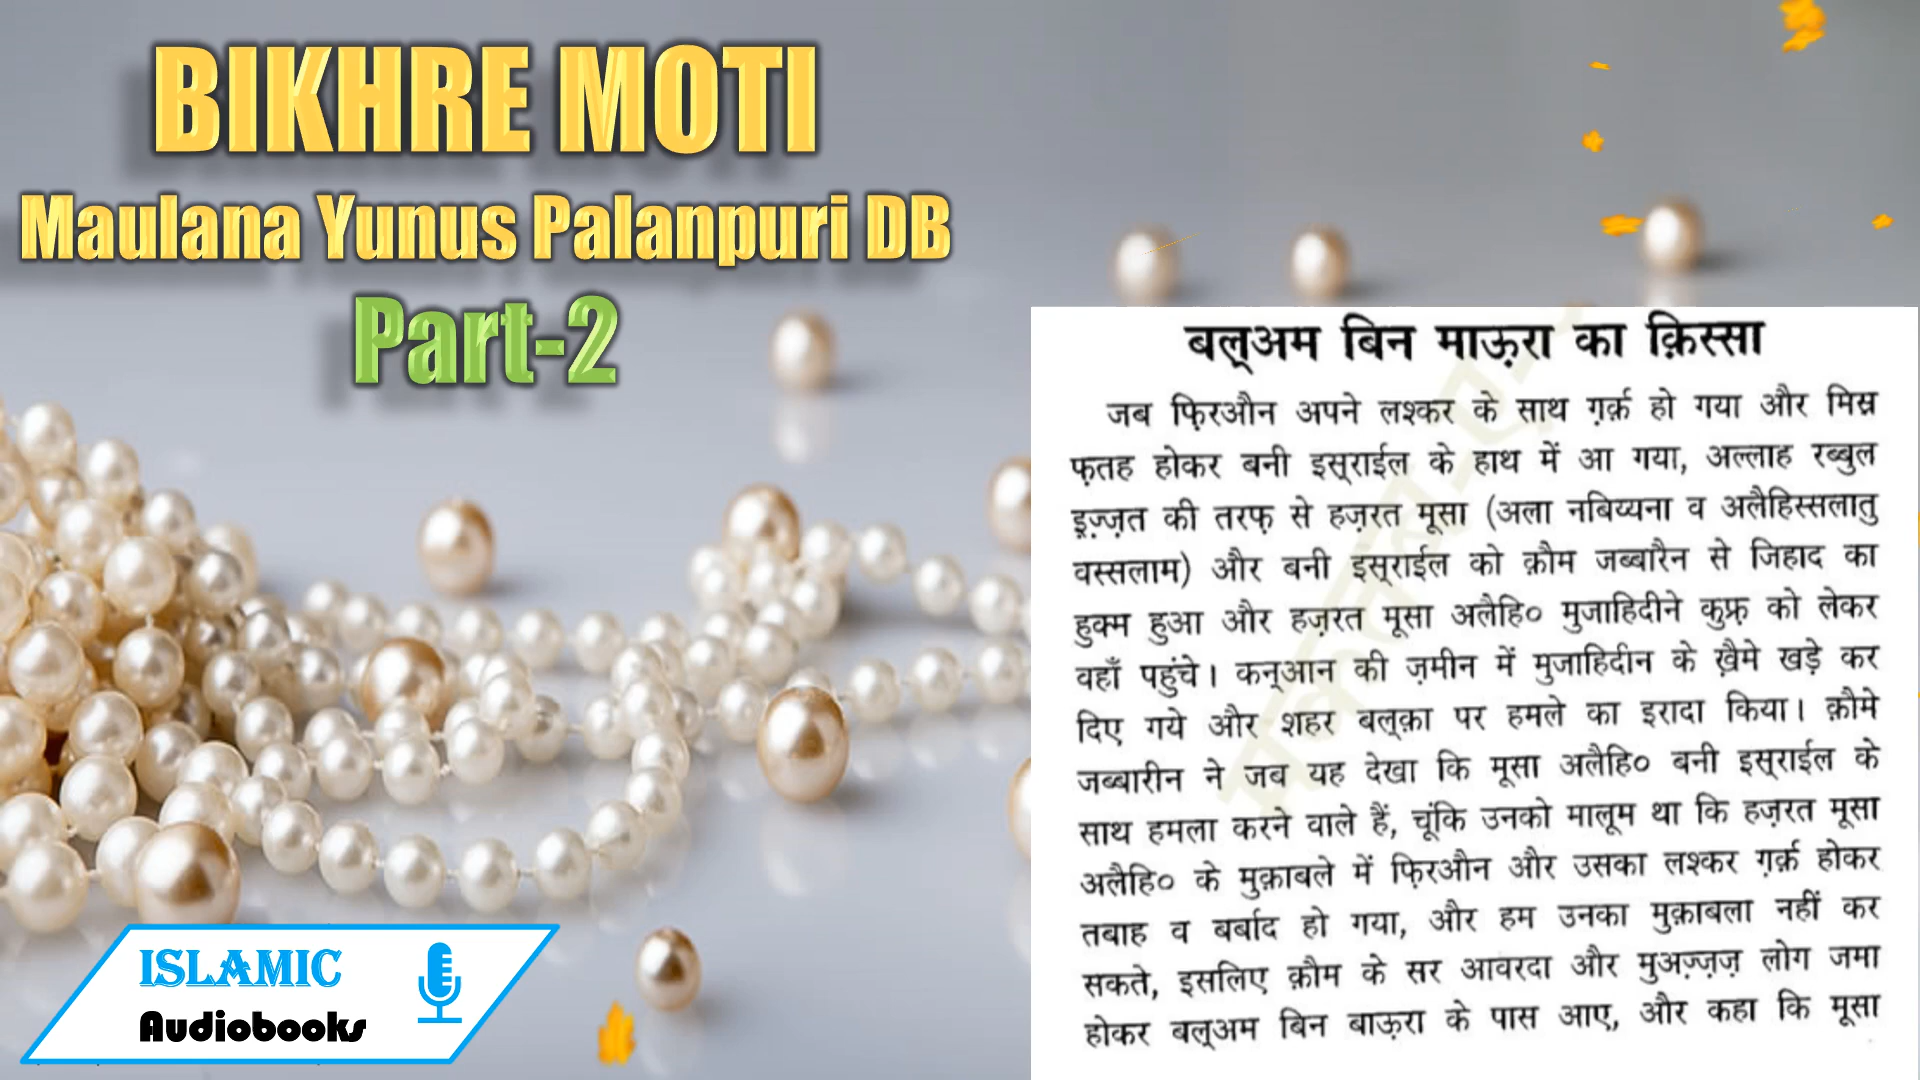 BIKHRE MOTI
Maulana Yunus Palanpuri DB
Part-2
बल्अम बिन माऊरा का क़िस्सा
जब फ़िरऔन अपने लश्कर के साथ ग़र्क़ हो गया और मिस्र
फ़तह होकर बनी इस्राईल के हाथ में आ गया, अल्लाह रब्बुल
इज़्ज़त की तरफ़ से हज़रत मूसा (अला नबिय्यना व अलैहिस्सलातु
वस्सलाम) और बनी इस्राईल को क़ौम जब्बारैन से जिहाद का
हुक्म हुआ और हज़रत मूसा अलैहि० मुजाहिदीने कुफ़्र को लेकर
वहाँ पहुंचे। कन्आन की ज़मीन में मुजाहिदीन के ख़ैमे खड़े कर
दिए गये और शहर बल्क़ा पर हमले का इरादा किया। क़ौमे
जब्बारीन ने जब यह देखा कि मूसा अलैहि० बनी इस्राईल के
साथ हमला करने वाले हैं, चूंकि उनको मालूम था कि हज़रत मूसा
अलैहि० के मुक़ाबले में फ़िरऔन और उसका लश्कर ग़र्क़ होकर
तबाह व बर्बाद हो गया, और हम उनका मुक़ाबला नहीं कर
सकते, इसलिए क़ौम के सर आवरदा और मुअज़्ज़ज़ लोग जमा
होकर बल्अम बिन बाऊरा के पास आए, और कहा कि मूसा
ISLAMIC
Audiobooks